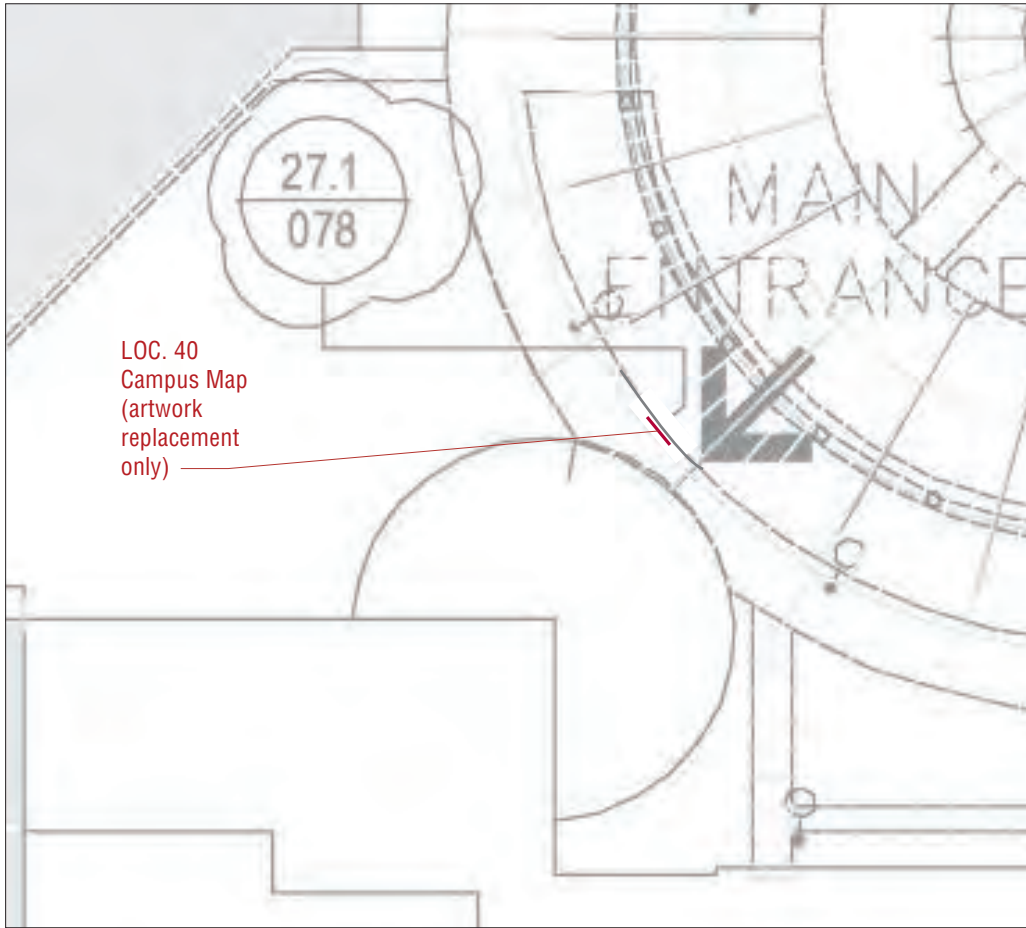 27.1
078
MAIN
ENTRANCE
LOC. 40
Campus Map
(artwork
replacement
only)